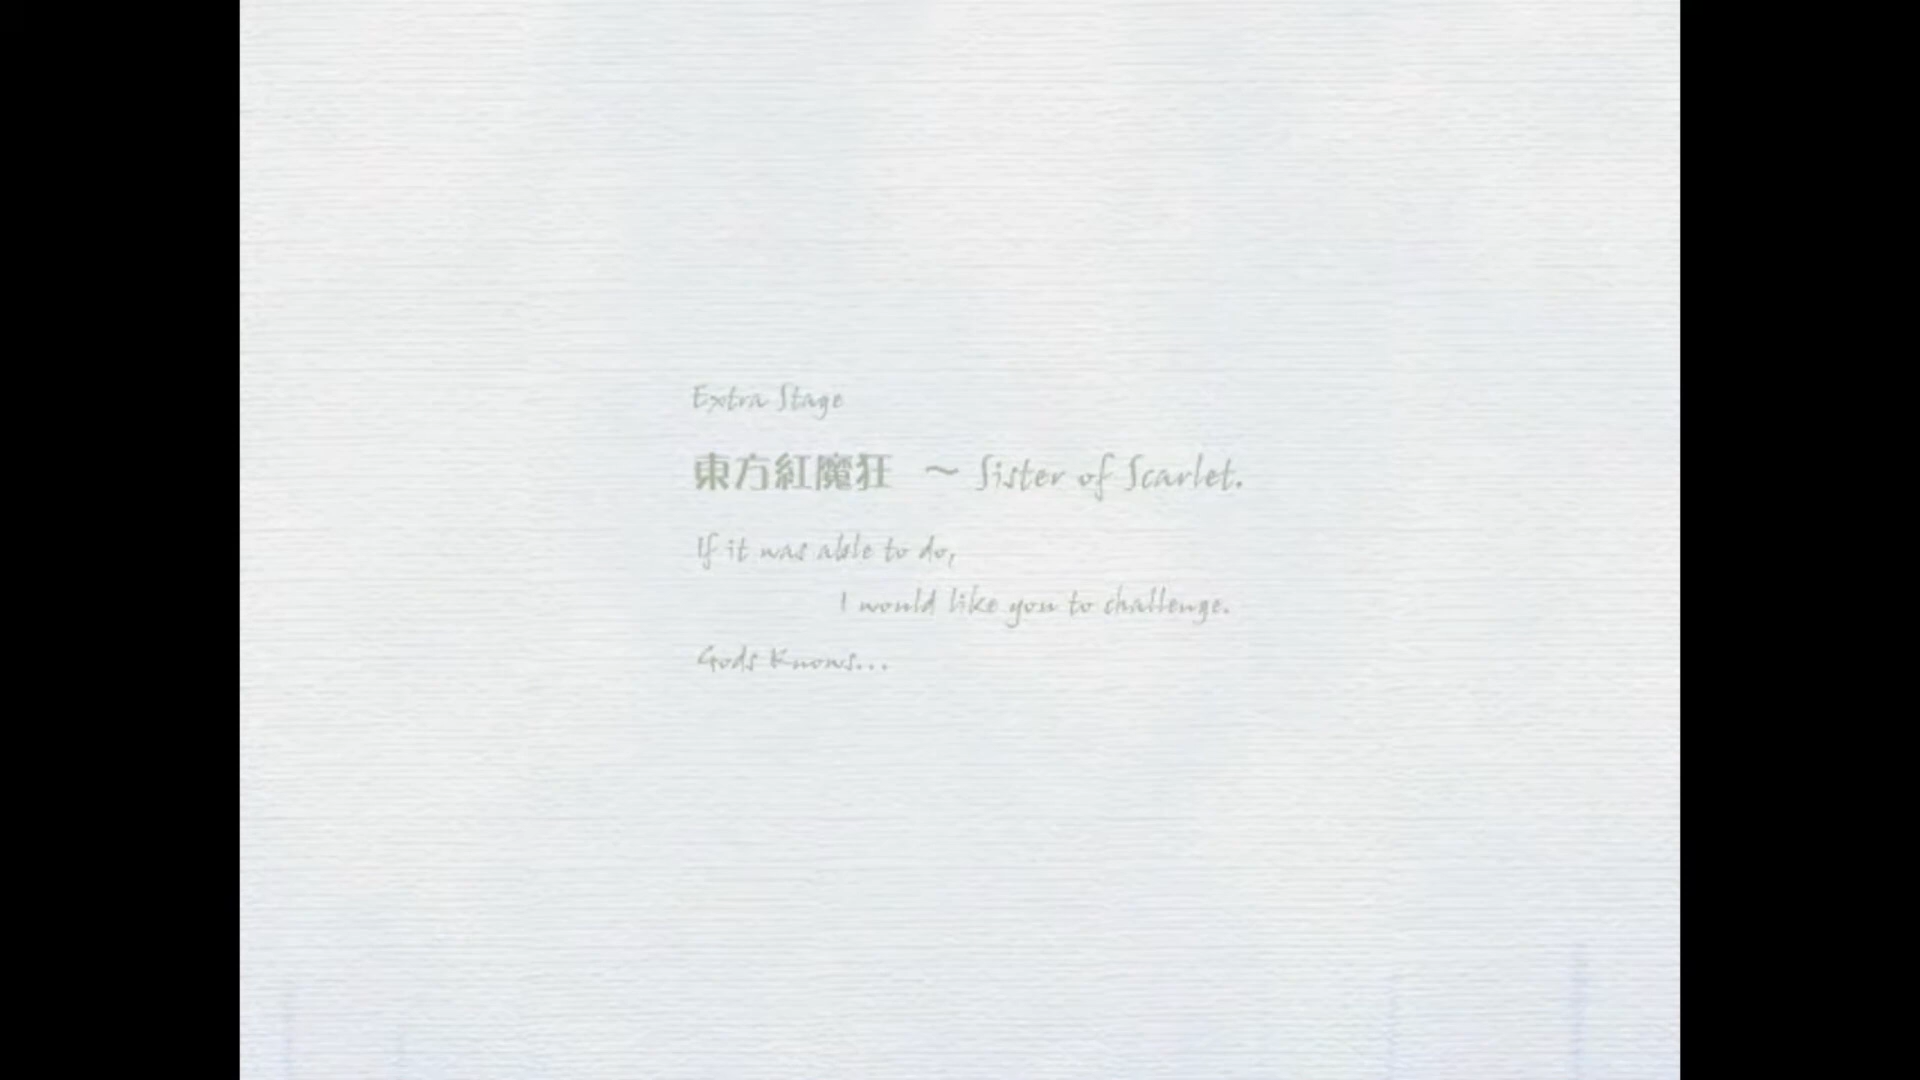 Extra Stage
東方紅魔狂 ～ Sister of Scarlet.
If it was able to do,
I would like you to challenge.
Gods Knows...